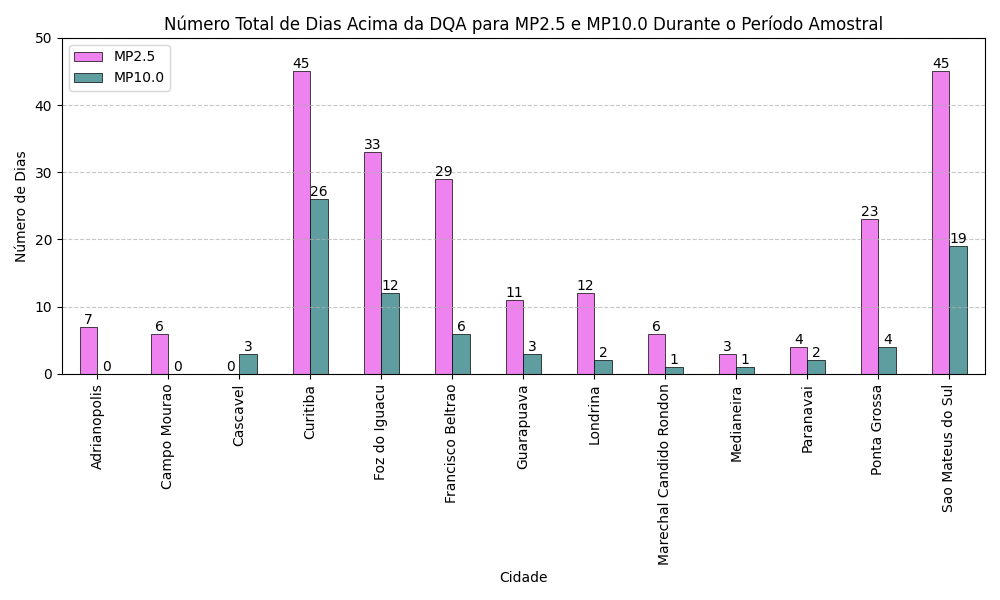 Número Total de Dias Acima da DQA para MP2.5 e MP10.0 Durante o Período Amostral
MP2.5
MP10.0
Número de Dias
50
40
30
20
10
0
7
0
6
0
0
3
45
26
33
12
29
6
11
3
12
2
6
1
3
1
4
2
23
4
45
19
Adrianopolis
Campo Mourao
Cascavel
Curitiba
Foz do Iguacu
Francisco Beltrao
Guarapuava
Londrina
Marechal Candido Rondon
Medianeira
Paranavai
Ponta Grossa
Sao Mateus do Sul
Cidade